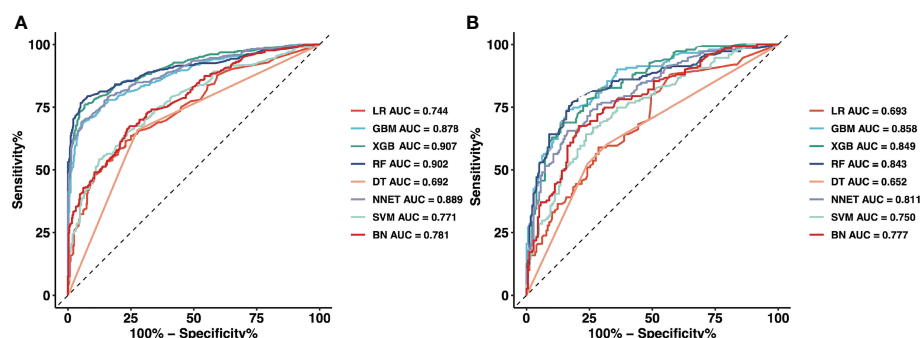 A
100
75
50
25
0
Sensitivity%
0 25 50 75 100
100% − Specificity%
LR AUC = 0.744
GBM AUC = 0.878
XGB AUC = 0.907
RF AUC = 0.902
DT AUC = 0.692
NNET AUC = 0.889
SVM AUC = 0.771
BN AUC = 0.781
B
100
75
50
25
0
Sensitivity%
0 25 50 75 100
100% − Specificity%
LR AUC = 0.693
GBM AUC = 0.858
XGB AUC = 0.849
RF AUC = 0.843
DT AUC = 0.652
NNET AUC = 0.811
SVM AUC = 0.750
BN AUC = 0.777